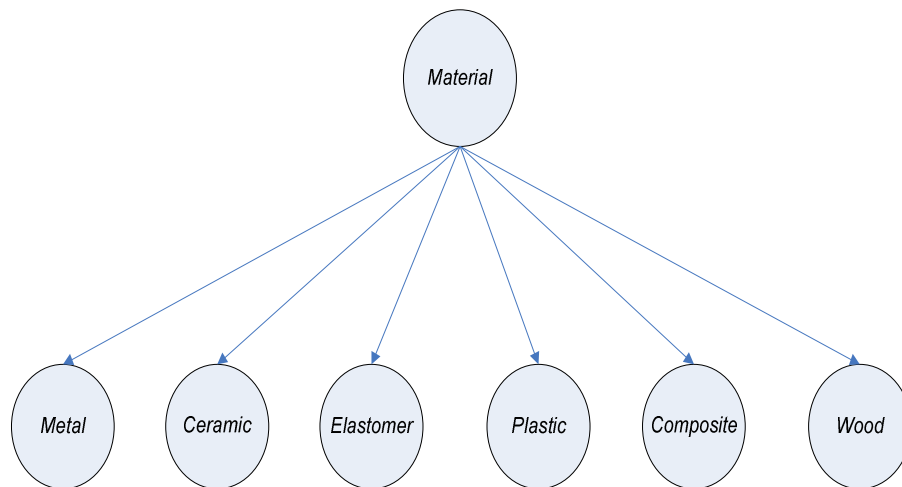 Material
Metal
Ceramic
Elastomer
Plastic
Composite
Wood